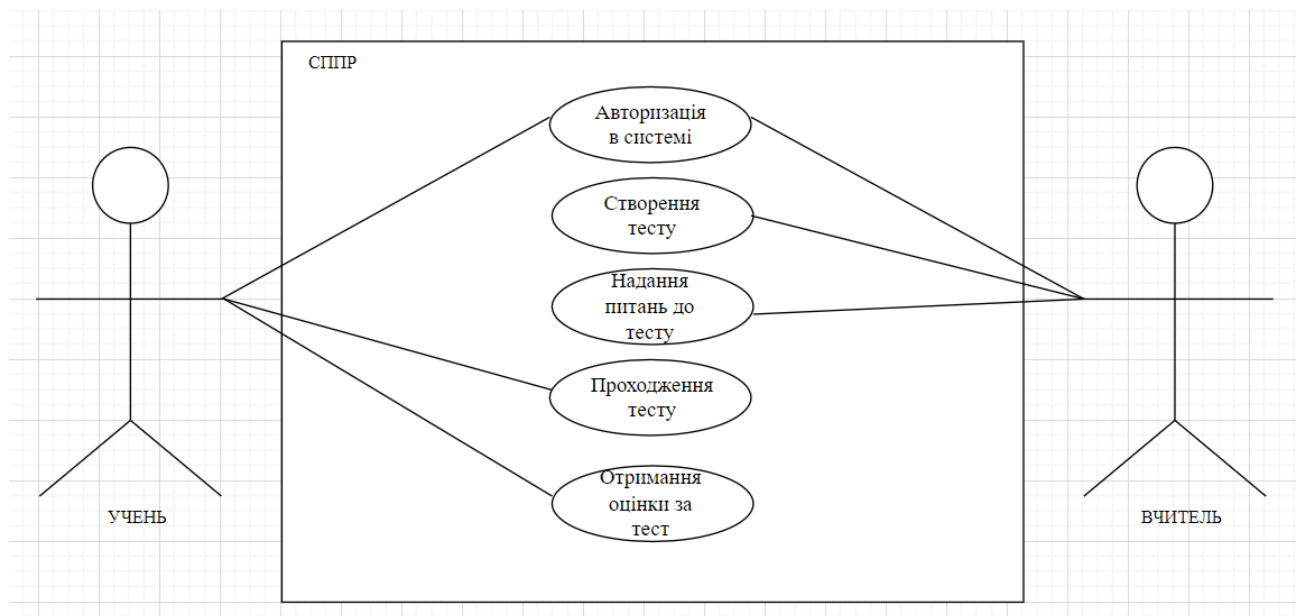 СППР
Авторизація
в системі
Створення
тесту
Надання
питань до
тесту
Проходження
тесту
Отримання
оцінки за
тест
УЧЕНЬ
ВЧИТЕЛЬ